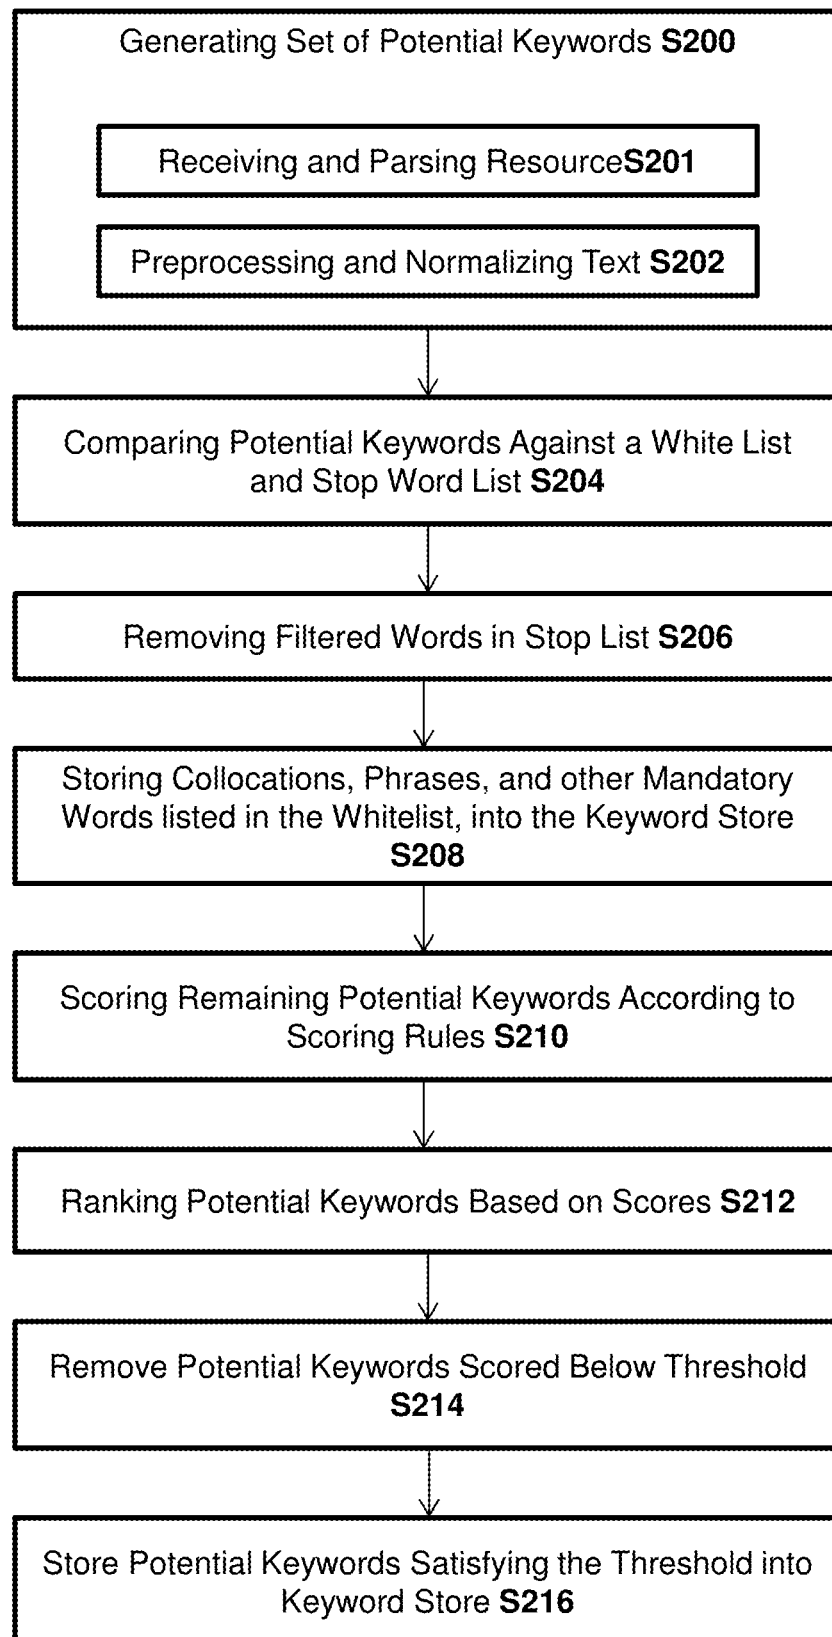 Generating Set of Potential Keywords S200
Receiving and Parsing ResourceS201
Preprocessing and Normalizing Text S202
Comparing Potential Keywords Against a White List
and Stop Word List S204
Removing Filtered Words in Stop List S206
Storing Collocations, Phrases, and other Mandatory
Words listed in the Whitelist, into the Keyword Store
S208
Scoring Remaining Potential Keywords According to
Scoring Rules S210
Ranking Potential Keywords Based on Scores S212
Remove Potential Keywords Scored Below Threshold
S214
Store Potential Keywords Satisfying the Threshold into
Keyword Store S216